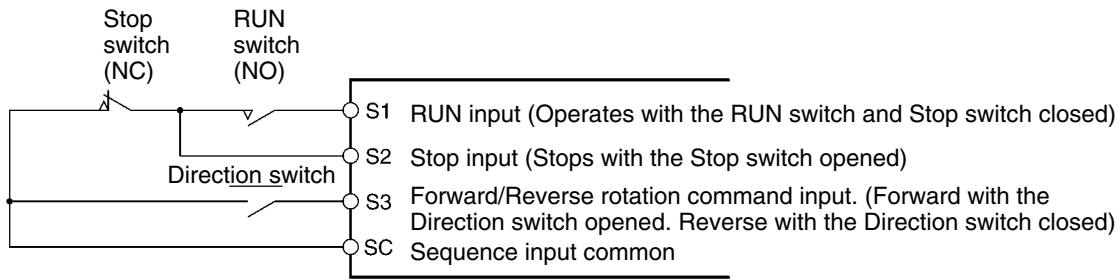 Stop
switch
(NC)
RUN
switch
(NO)
S1 RUN input (Operates with the RUN switch and Stop switch closed)
S2 Stop input (Stops with the Stop switch opened)
Direction switch
S3 Forward/Reverse rotation command input. (Forward with the
Direction switch opened. Reverse with the Direction switch closed)
SC Sequence input common